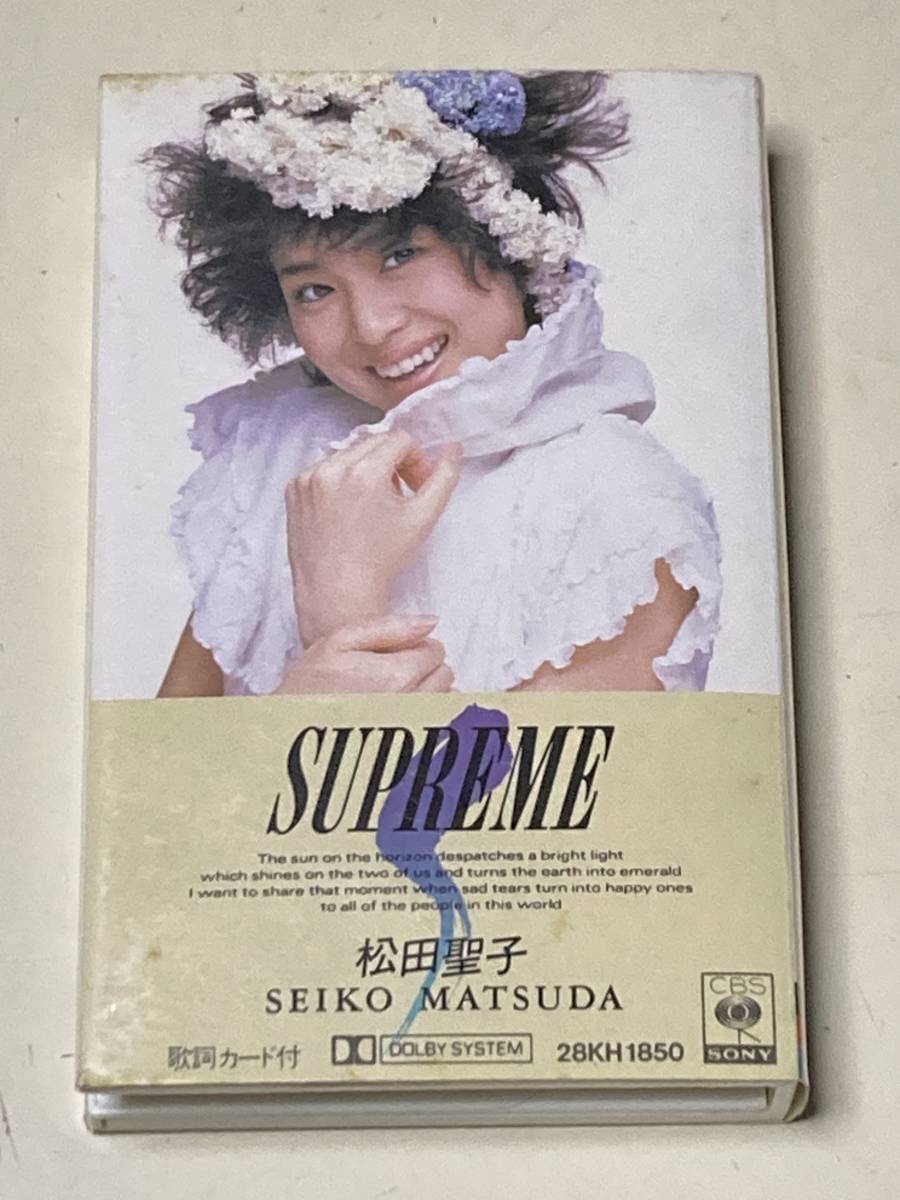 SUPREME
The sun on the horizon despatches a bright light
which shines on the two of us and turns the earth into emerald
I want to share that moment when sad tears turn into happy ones
to all of the people in this world
松田聖子
SEIKO MATSUDA
歌詞カード付 DOLBY SYSTEM 28KH1850
CBS
SONY